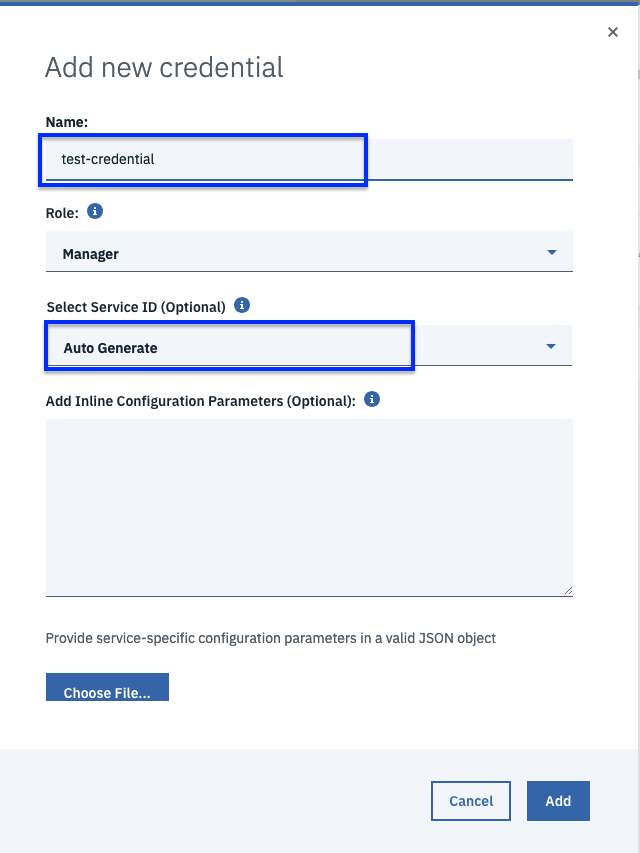 Add new credential
Name:
test-credential
Role:
Manager
Select Service ID (Optional)
Auto Generate
Add Inline Configuration Parameters (Optional):
Provide service-specific configuration parameters in a valid JSON object
Choose File...
Cancel
Add